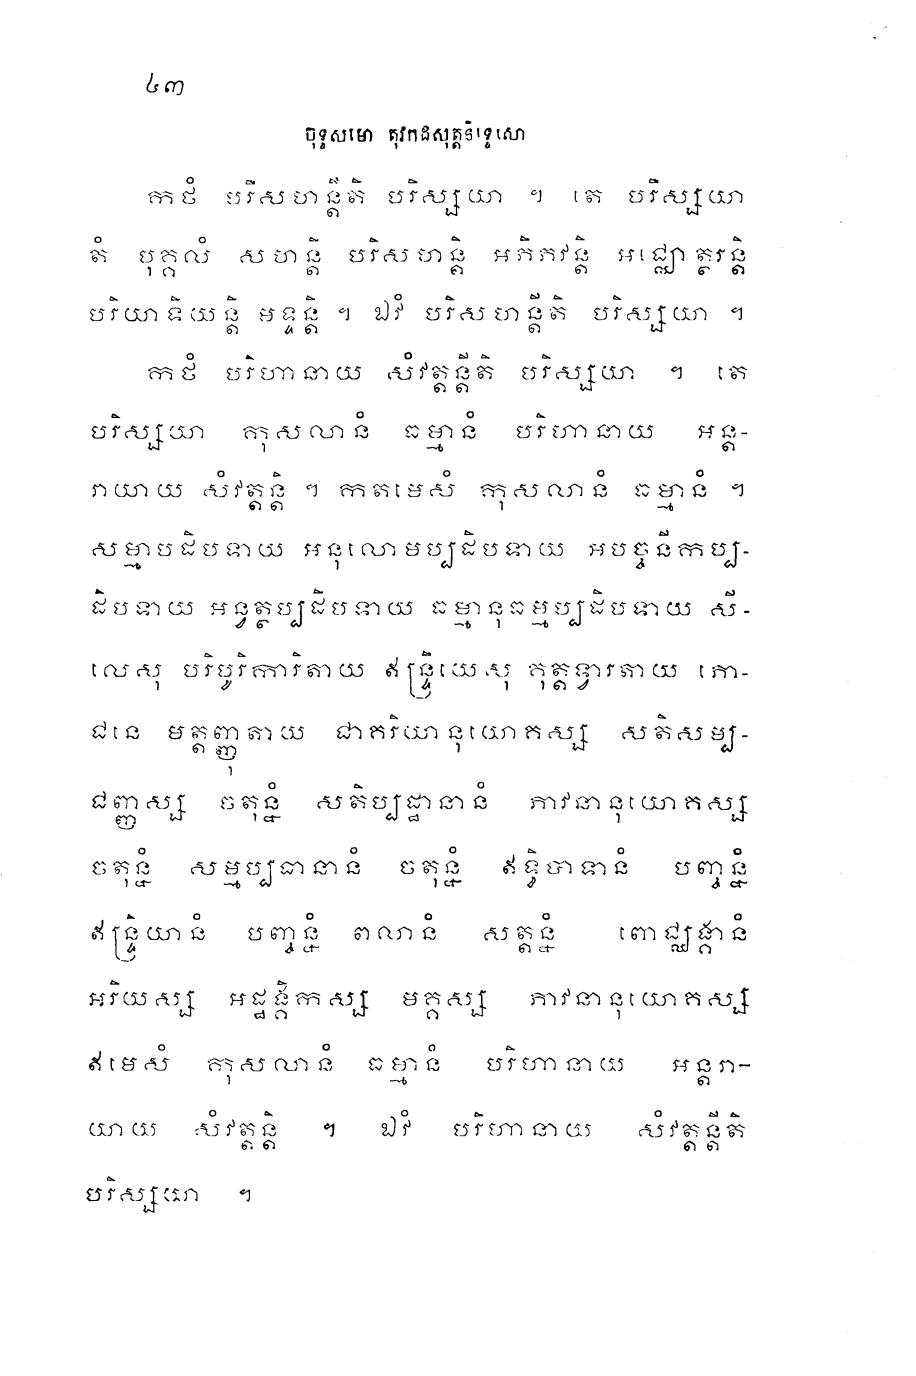 ៤៣
ចុទ្ទសមោ តុវដកសុត្តនិទ្ទេសោ
កថំ បរិសហន្តីតិ បរិស្សយា ។ តេ បរិស្សយា
តំ បុគ្គលំ សហន្តិ បរិសហន្តិ អភិភវន្តិ អជ្ឈោត្ថរន្តិ
បរិយាទិយន្តិ មទ្ទន្តិ ។ ឯវំ បរិសហន្តីតិ បរិស្សយា ។
កថំ បរិហានាយ សំវត្តន្តីតិ បរិស្សយា ។ តេ
បរិស្សយា កុសលានំ ធម្មានំ បរិហានាយ អន្ត-
រាយាយ សំវត្តន្តិ ។ កតមេសំ កុសលានំ ធម្មានំ ។
សម្មាបដិបទាយ អនុលោមប្បដិបទាយ អបច្ចនីកប្ប-
ដិបទាយ អន្វត្ថប្បដិបទាយ ធម្មានុធម្មប្បដិបទាយ សី-
លេសុ បរិបូរិការិតាយ ឥន្ទ្រិយេសុ គុត្តទ្វារតាយ ភោ-
ជនេ មត្តញ្ញុតាយ ជាគរិយានុយោគស្ស សតិសម្ប-
ជញ្ញស្ស ចតុន្នំ សតិប្បដ្ឋានានំ ភាវនានុយោគស្ស
ចតុន្នំ សម្មប្បធានានំ ចតុន្នំ ឥទ្ធិបាទានំ បញ្ចន្នំ
ឥន្ទ្រិយានំ បញ្ចន្នំ ពលានំ សត្តន្នំ ពោជ្ឈង្គានំ
អរិយស្ស អដ្ឋង្គិកស្ស មគ្គស្ស ភាវនានុយោគស្ស
ឥមេសំ កុសលានំ ធម្មានំ បរិហានាយ អន្តរា-
យាយ សំវត្តន្តិ ។ ឯវំ បរិហានាយ សំវត្តន្តីតិ
បរិស្សយា ។